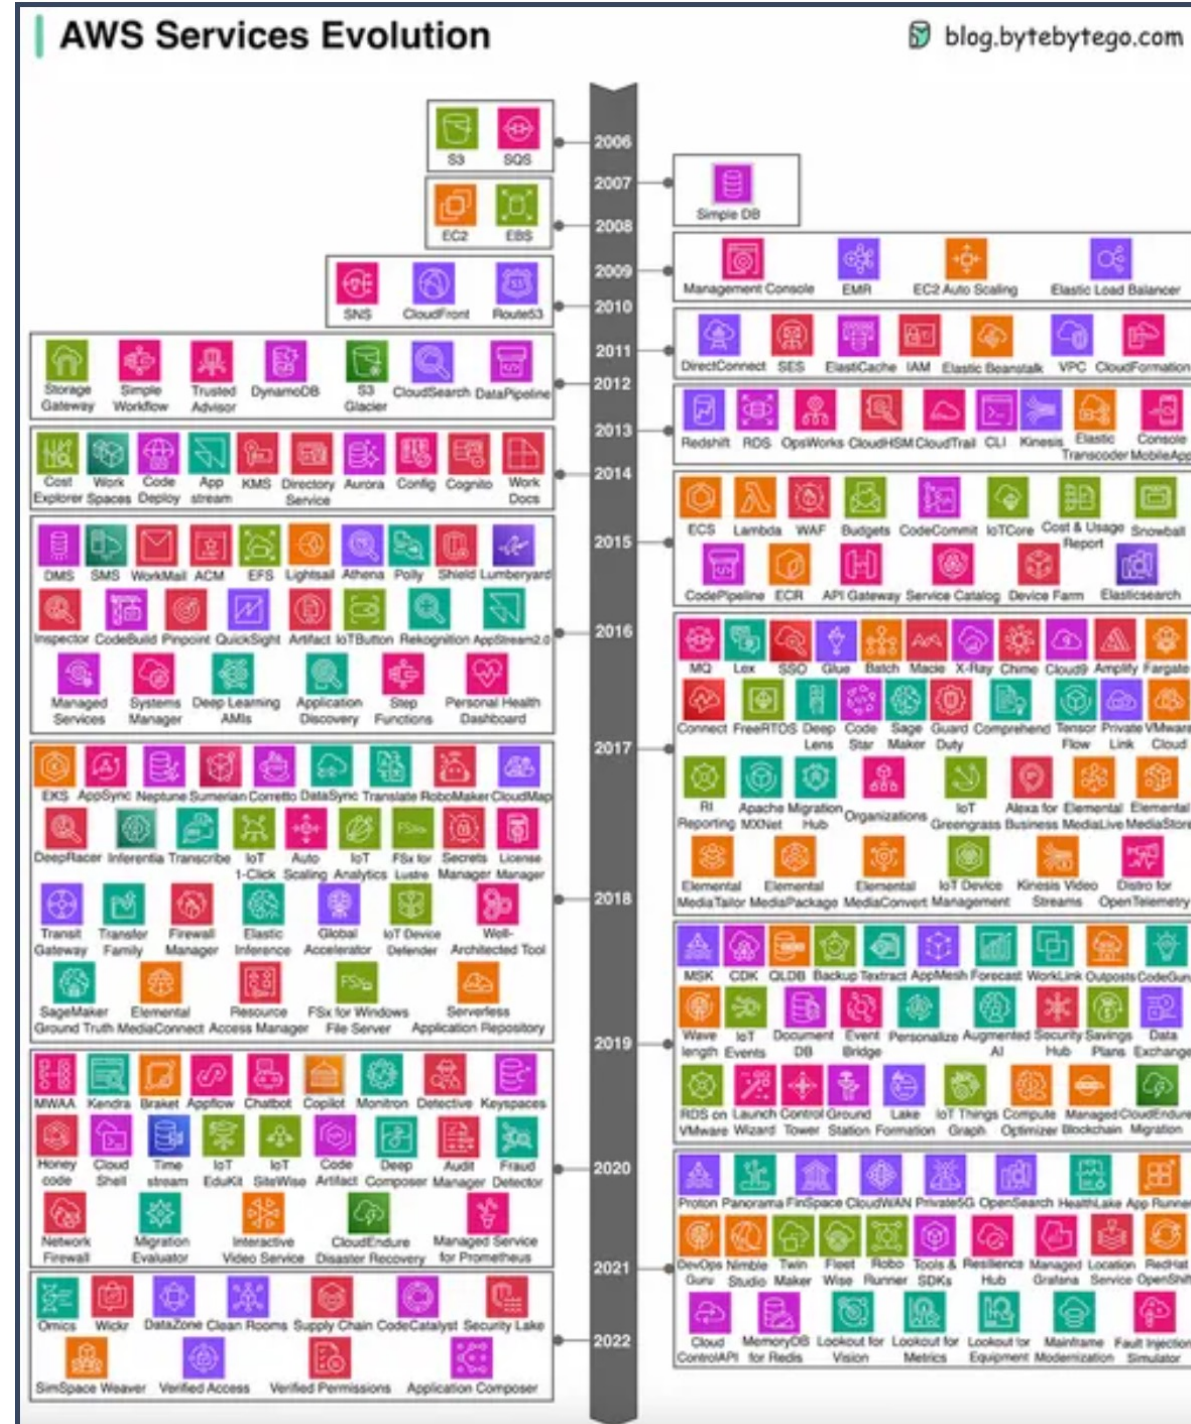 AWS Services Evolution
blog.bytebytego.com
2006
S3 SQS
2007
Simple DB
2008
EC2 EBS
2009
Management Console EMR EC2 Auto Scaling Elastic Load Balancer
2010
SNS CloudFront Route53
2011
DirectConnect SES ElastiCache IAM Elastic Beanstalk VPC CloudFormation
2012
Storage Simple Trusted DynamoDB S3 CloudSearch DataPipeline
Gateway Workflow Advisor Glacier
2013
Redshift RDS OpsWorks CloudHSM CloudTrail CLI Kinesis Elastic Console
Transcoder MobileApp
2014
Cost Work Code App KMS Directory Aurora Config Cognito Work
Explorer Spaces Deploy stream Service Docs
2015
ECS Lambda WAF Budgets CodeCommit IoTCore Cost & Usage Snowball
Report
CodePipeline ECR API Gateway Service Catalog Device Farm Elasticsearch
2016
DMS SMS WorkMail ACM EFS Lightsail Athena Polly Shield Lumberyard
Inspector CodeBuild Pinpoint QuickSight Artifact IoTButton Rekognition AppStream2.0
Managed Systems Deep Learning Application Step Personal Health
Services Manager AMIs Discovery Functions Dashboard
2017
MQ Lex SSO Glue Batch Macie X-Ray Chime Cloud9 Amplify Fargate
Connect FreeRTOS Deep Code Sage Guard Comprehend Tensor Private VMware
Lens Star Maker Duty Flow Link Cloud
RI Apache Migration Organizations IoT Alexa for Elemental Elemental
Reporting MXNet Hub Greengrass Business MediaLive MediaStore
Elemental Elemental Elemental IoT Device Kinesis Video Distro for
MediaTailor MediaPackage MediaConvert Management Streams OpenTelemetry
2018
EKS AppSync Neptune Sumerian Corretto DataSync Translate RoboMaker CloudMap
DeepRacer Inferentia Transcribe IoT Auto IoT FSx for Secrets License
1-Click Scaling Analytics Lustre Manager Manager
Transit Transfer Firewall Elastic Global IoT Device Well-
Gateway Family Manager Inference Accelerator Defender Architected Tool
SageMaker Elemental Resource FSx for Windows Serverless
Ground Truth MediaConnect Access Manager File Server Application Repository
2019
MSK CDK QLDB Backup Textract AppMesh Forecast WorkLink Outposts CodeGuru
Wave IoT Document Event Personalize Augmented Security Savings Data
length Events DB Bridge AI Hub Plans Exchange
RDS on Launch Control Ground Lake IoT Things Compute Managed CloudEndure
VMware Wizard Tower Station Formation Graph Optimizer Blockchain Migration
2020
MWAA Kendra Braket Appflow Chatbot Copilot Monitron Detective Keyspaces
Honey Cloud Time IoT IoT Code Deep Audit Fraud
code Shell stream EduKit SiteWise Artifact Composer Manager Detector
Network Migration Interactive CloudEndure Managed Service
Firewall Evaluator Video Service Disaster Recovery for Prometheus
2021
Proton Panorama FinSpace CloudWAN Private5G OpenSearch HealthLake App Runner
DevOps Nimble Twin Fleet Robo Tools & Resilience Managed Location RedHat
Guru Studio Maker Wise Runner SDKs Hub Grafana Service OpenShift
Cloud MemoryDB Lookout for Lookout for Lookout for Mainframe Fault Injection
ControlAPI for Redis Vision Metrics Equipment Modernization Simulator
2022
Omics Wickr DataZone Clean Rooms Supply Chain CodeCatalyst Security Lake
SimSpace Weaver Verified Access Verified Permissions Application Composer